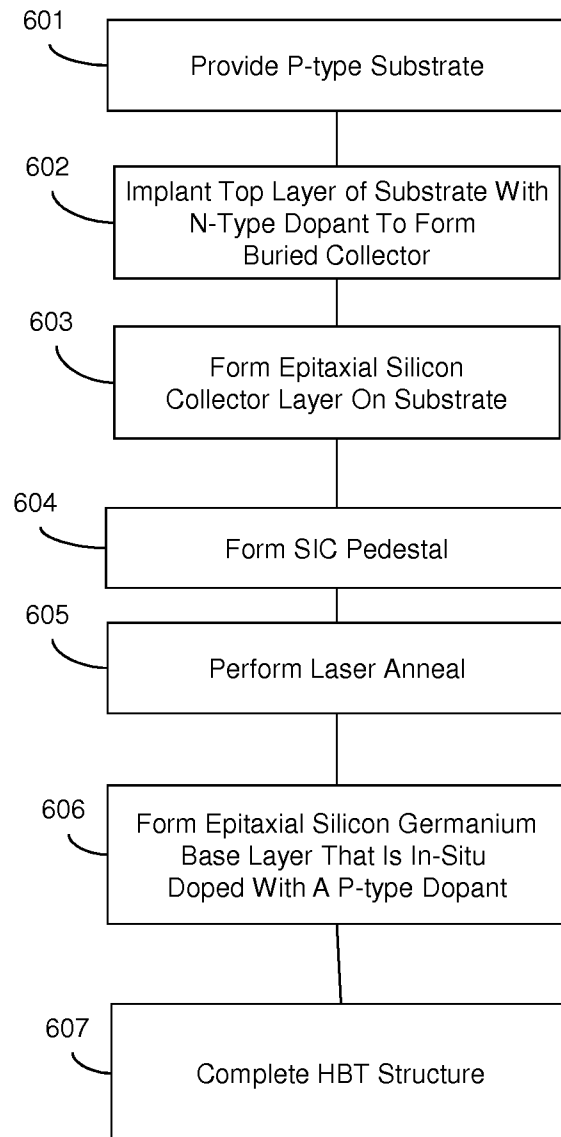 601
Provide P-type Substrate
602
Implant Top Layer of Substrate With
N-Type Dopant To Form
Buried Collector
603
Form Epitaxial Silicon
Collector Layer On Substrate
604
Form SIC Pedestal
605
Perform Laser Anneal
606
Form Epitaxial Silicon Germanium
Base Layer That Is In-Situ
Doped With A P-type Dopant
607
Complete HBT Structure